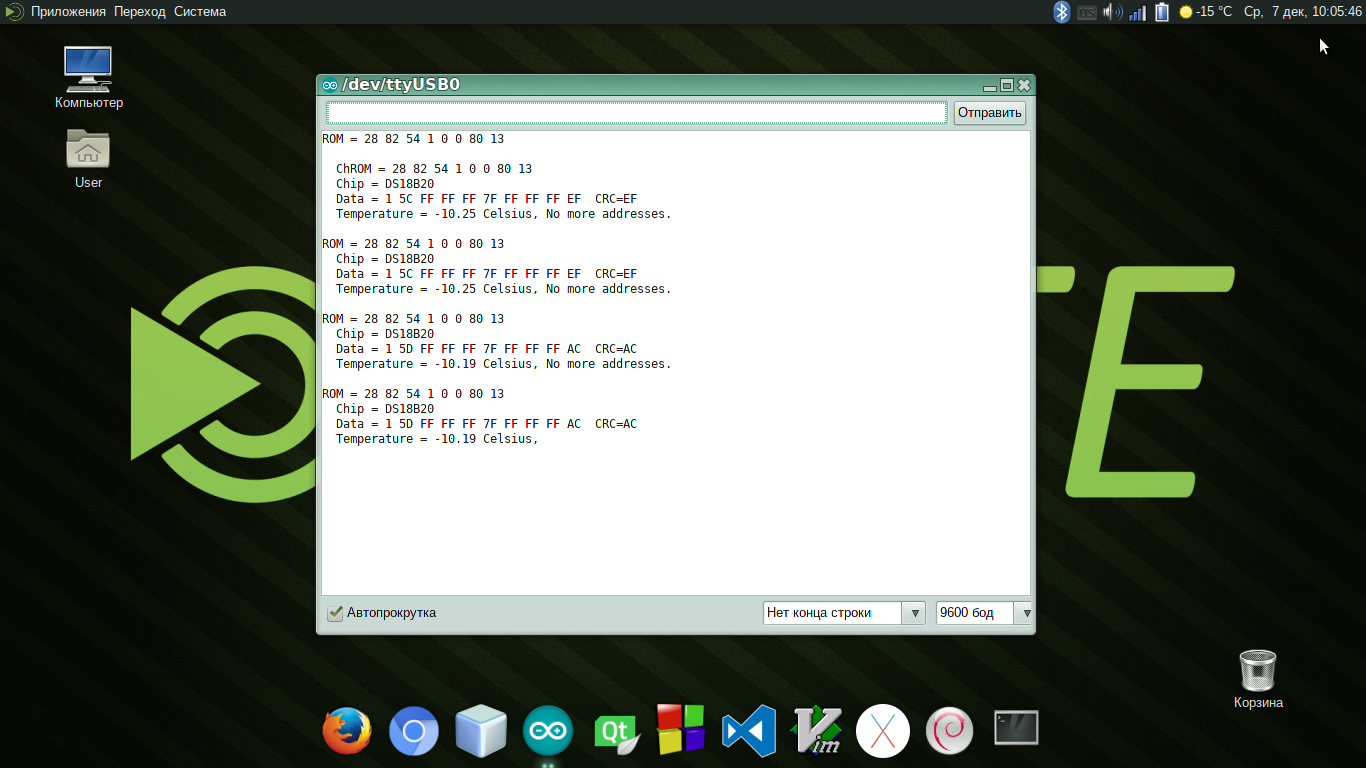 Приложения Переход Система
US
-15 °C Ср, 7 дек, 10:05:46
Компьютер
User
/dev/ttyUSB0
Отправить
ROM = 28 82 54 1 0 0 80 13
ChROM = 28 82 54 1 0 0 80 13
Chip = DS18B20
Data = 1 5C FF FF FF 7F FF FF FF EF CRC=EF
Temperature = -10.25 Celsius, No more addresses.
ROM = 28 82 54 1 0 0 80 13
Chip = DS18B20
Data = 1 5C FF FF FF 7F FF FF FF EF CRC=EF
Temperature = -10.25 Celsius, No more addresses.
ROM = 28 82 54 1 0 0 80 13
Chip = DS18B20
Data = 1 5D FF FF FF 7F FF FF FF AC CRC=AC
Temperature = -10.19 Celsius, No more addresses.
ROM = 28 82 54 1 0 0 80 13
Chip = DS18B20
Data = 1 5D FF FF FF 7F FF FF FF AC CRC=AC
Temperature = -10.19 Celsius,
Автопрокрутка
Нет конца строки
9600 бод
TE
Корзина
Qt
Vim